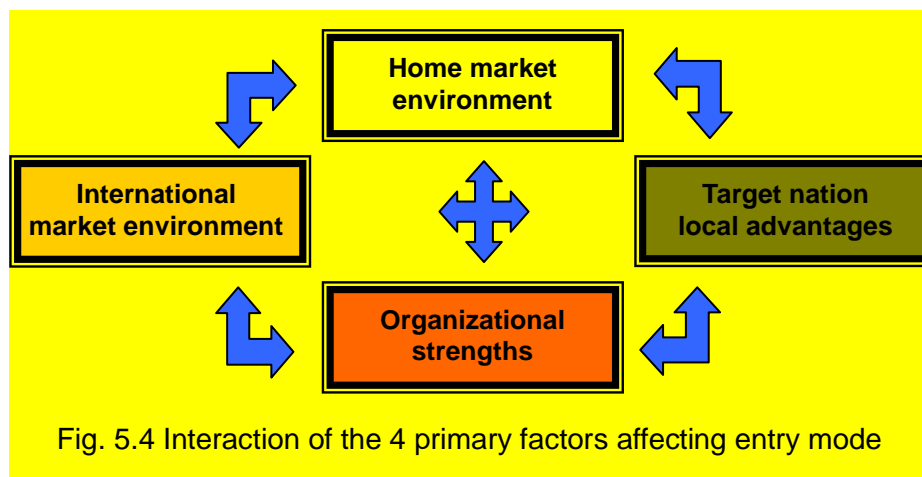 Home market
environment
International
market environment
Target nation
local advantages
Organizational
strengths
Fig. 5.4 Interaction of the 4 primary factors affecting entry mode